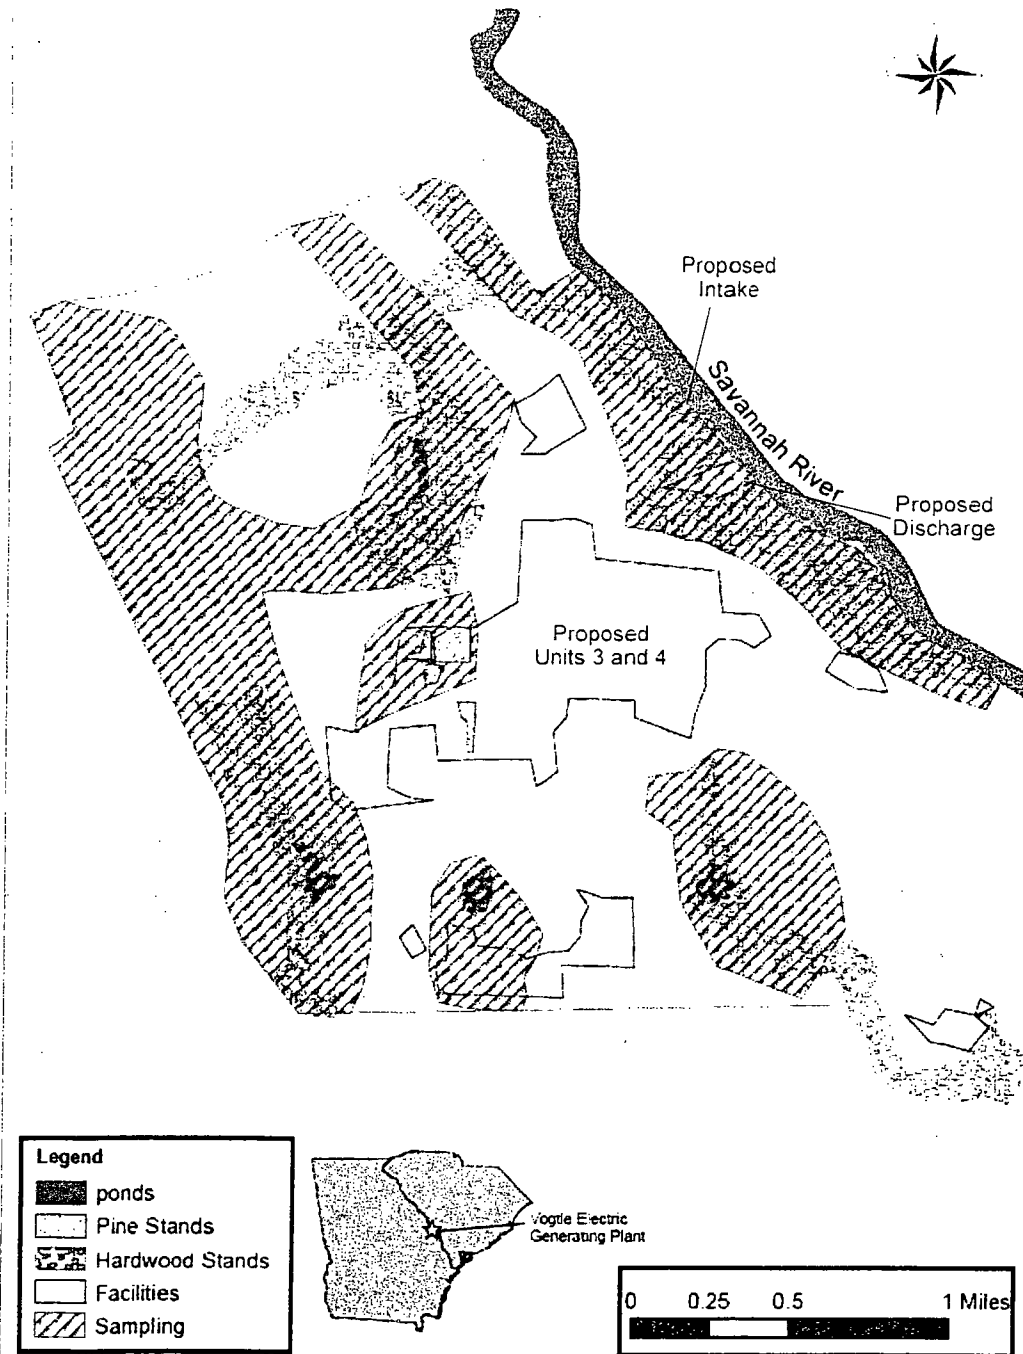 Proposed
Intake
Savannah River
Proposed
Discharge
Proposed
Units 3 and 4
Legend
ponds
Pine Stands
Hardwood Stands
Facilities
Sampling
Vogtle Electric
Generating Plant
0 0.25 0.5 1 Miles